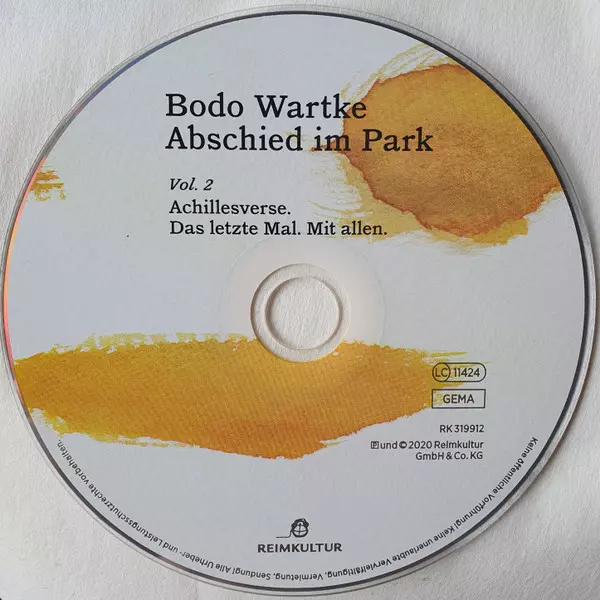 Bodo Wartke
Abschied im Park
Vol. 2
Achillesverse.
Das letzte Mal. Mit allen.
LC 11424
GEMA
RK 319912
℗ und © 2020 Reimkultur
GmbH & Co. KG
REIMKULTUR
Keine öffentliche Vorführung! Keine unerlaubte Vervielfältigung, Vermietung, Sendung! Alle Urheber- und Leistungsschutzrechte vorbehalten.